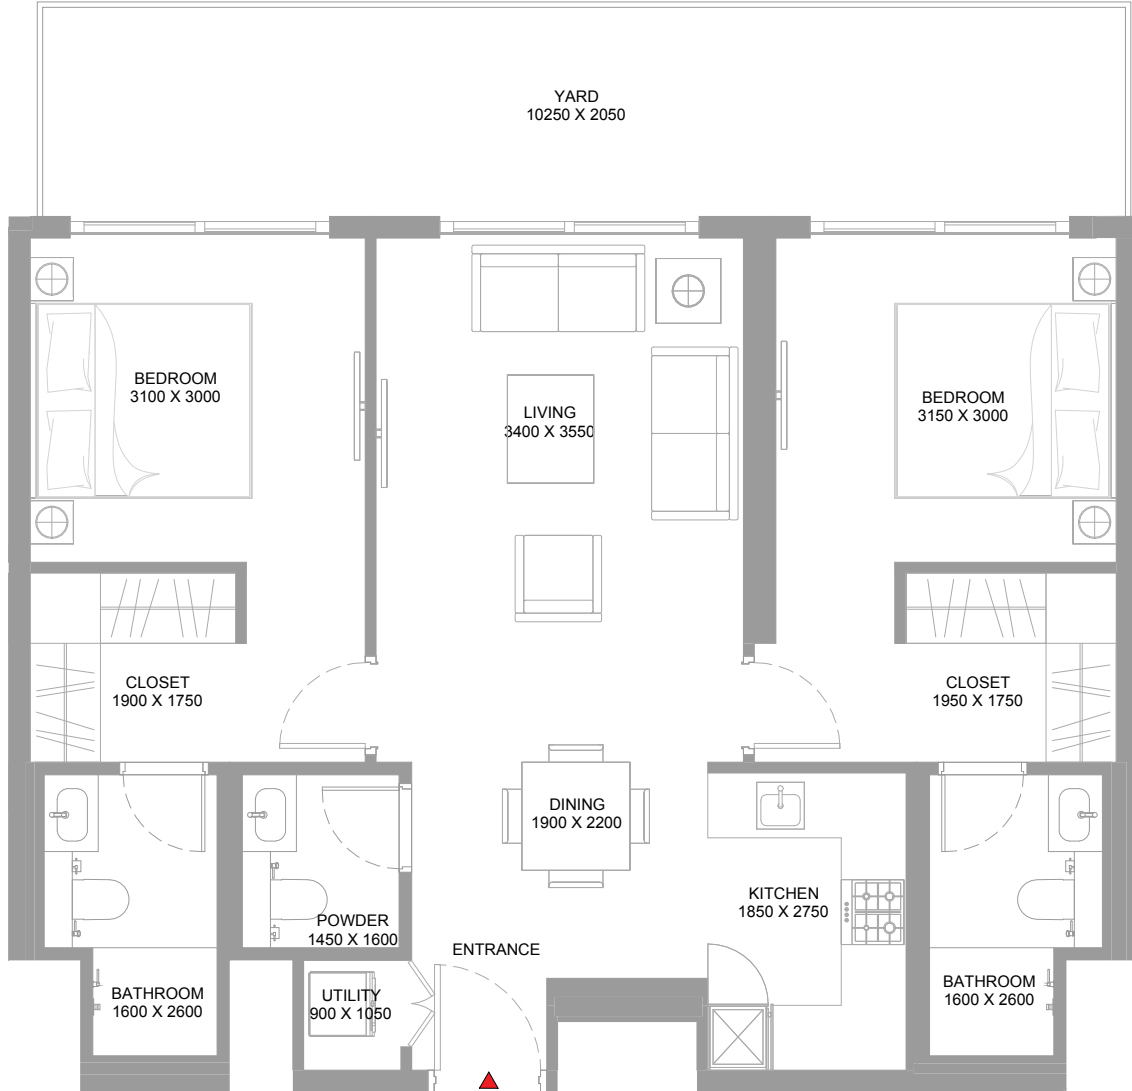 YARD
10250 X 2050
BEDROOM
3100 X 3000
LIVING
3400 X 3550
BEDROOM
3150 X 3000
CLOSET
1900 X 1750
CLOSET
1950 X 1750
DINING
1900 X 2200
KITCHEN
1850 X 2750
POWDER
1450 X 1600
ENTRANCE
BATHROOM
1600 X 2600
UTILITY
900 X 1050
BATHROOM
1600 X 2600